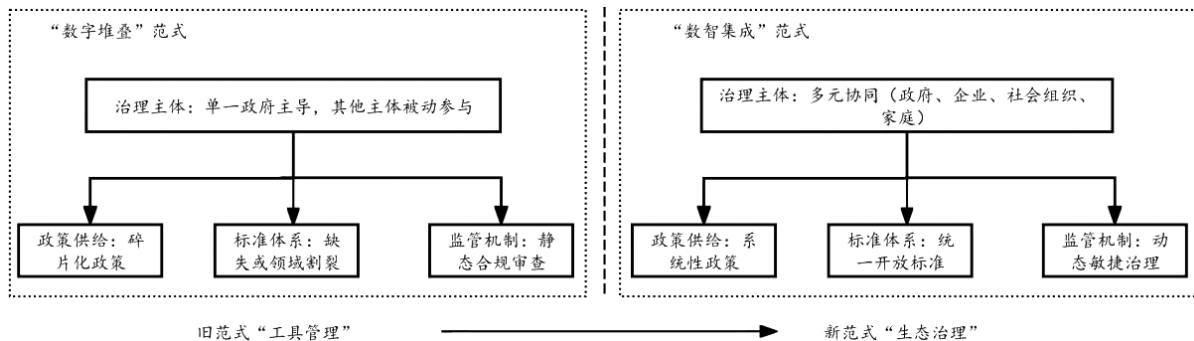 “数字堆叠”范式
治理主体：单一政府主导，其他主体被动参与
政策供给：碎
片化政策
标准体系：缺
失或领域割裂
监管机制：静
态合规审查
“数智集成”范式
治理主体：多元协同（政府、企业、社会组织、
家庭）
政策供给：系
统性政策
标准体系：统
一开放标准
监管机制：动
态敏捷治理
旧范式“工具管理”
新范式“生态治理”